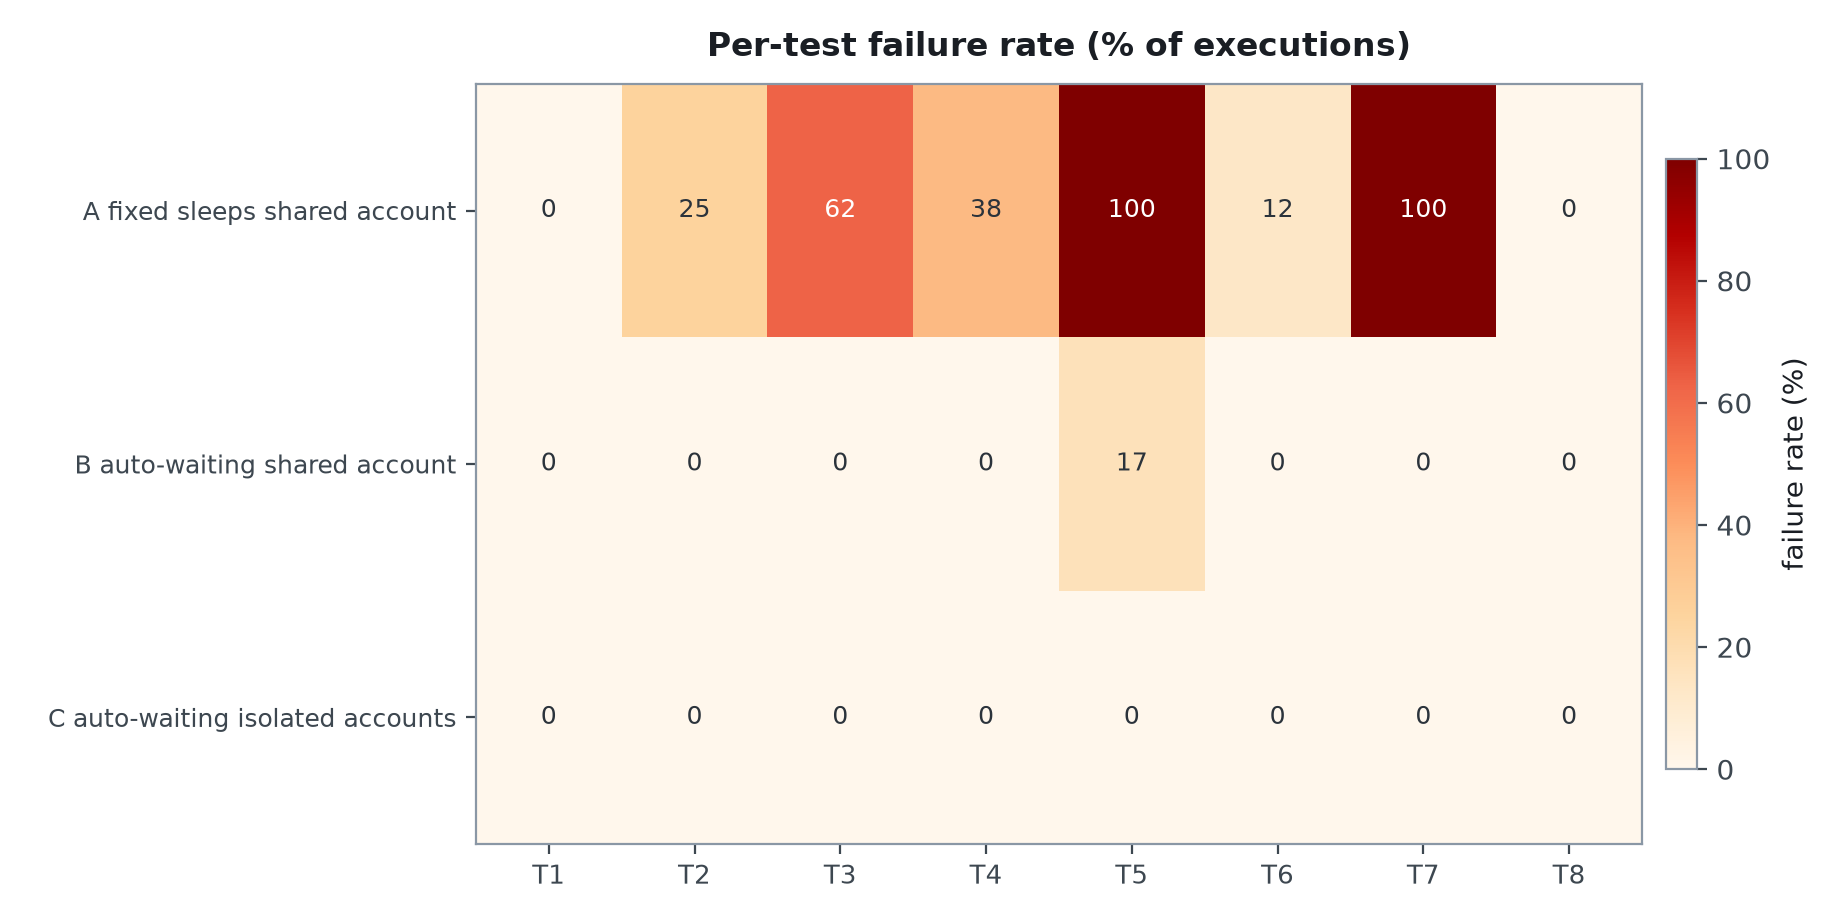 Per-test failure rate (% of executions)
A fixed sleeps shared account 0 25 62 38 100 12 100 0
B auto-waiting shared account 0 0 0 0 17 0 0 0
C auto-waiting isolated accounts 0 0 0 0 0 0 0 0
T1 T2 T3 T4 T5 T6 T7 T8
100
80
60
40
20
0
failure rate (%)